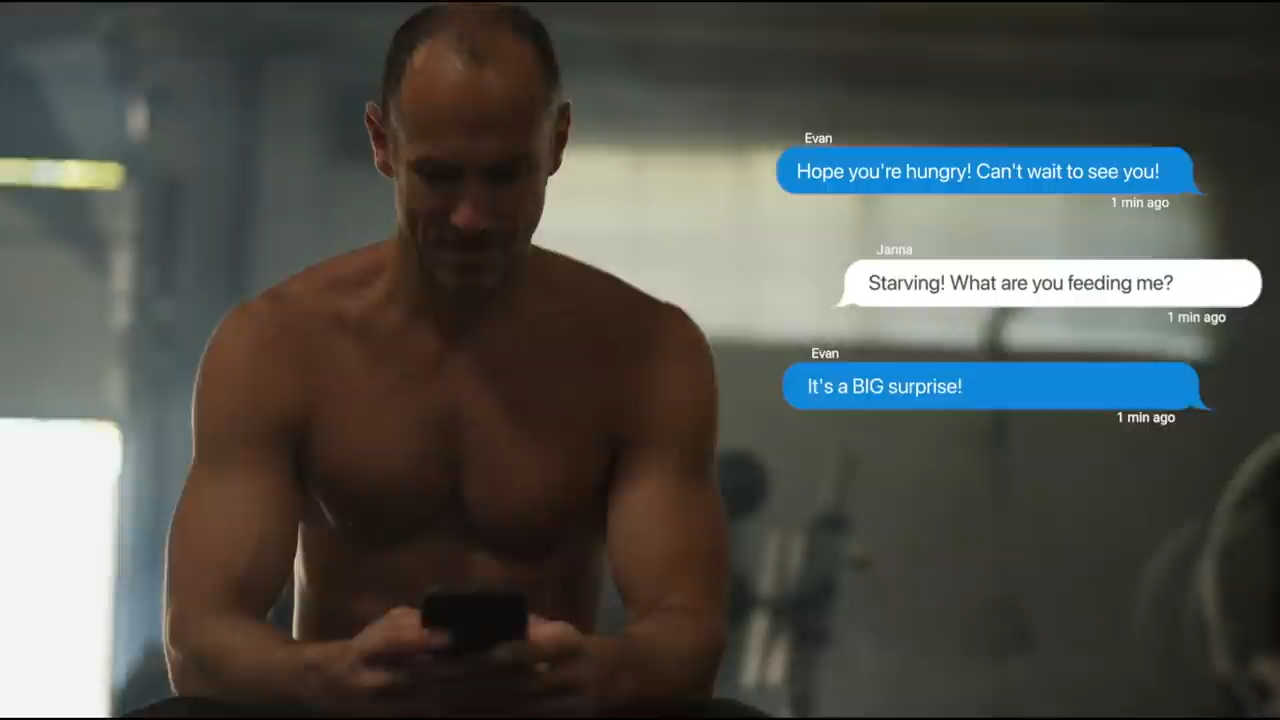 Evan
Hope you're hungry! Can't wait to see you!
1 min ago
Janna
Starving! What are you feeding me?
1 min ago
Evan
It's a BIG surprise!
1 min ago